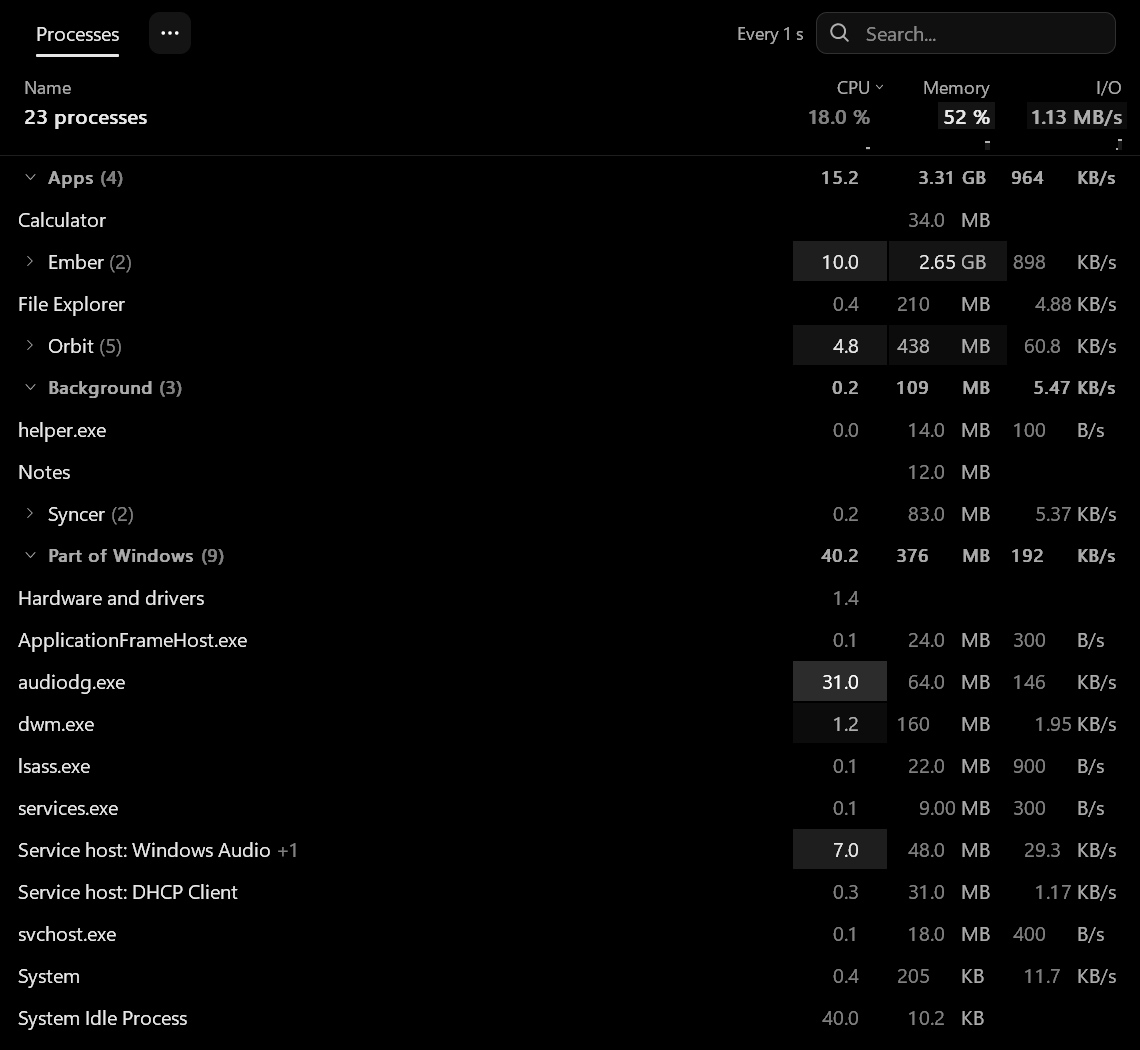 Processes ··· Every 1 s Search...
Name CPU Memory I/O
23 processes 18.0 % 52 % 1.13 MB/s
Apps (4) 15.2 3.31 GB 964 KB/s
Calculator 34.0 MB
Ember (2) 10.0 2.65 GB 898 KB/s
File Explorer 0.4 210 MB 4.88 KB/s
Orbit (5) 4.8 438 MB 60.8 KB/s
Background (3) 0.2 109 MB 5.47 KB/s
helper.exe 0.0 14.0 MB 100 B/s
Notes 12.0 MB
Syncer (2) 0.2 83.0 MB 5.37 KB/s
Part of Windows (9) 40.2 376 MB 192 KB/s
Hardware and drivers 1.4
ApplicationFrameHost.exe 0.1 24.0 MB 300 B/s
audiodg.exe 31.0 64.0 MB 146 KB/s
dwm.exe 1.2 160 MB 1.95 KB/s
lsass.exe 0.1 22.0 MB 900 B/s
services.exe 0.1 9.00 MB 300 B/s
Service host: Windows Audio +1 7.0 48.0 MB 29.3 KB/s
Service host: DHCP Client 0.3 31.0 MB 1.17 KB/s
svchost.exe 0.1 18.0 MB 400 B/s
System 0.4 205 KB 11.7 KB/s
System Idle Process 40.0 10.2 KB